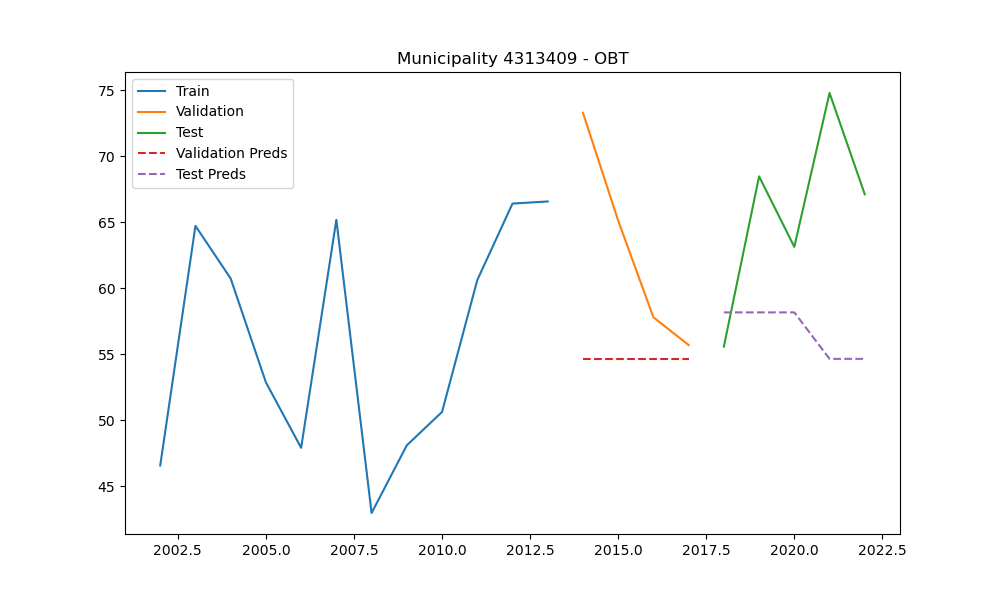 Municipality 4313409 - OBT
Train
Validation
Test
Validation Preds
Test Preds
75
70
65
60
55
50
45
2002.5 2005.0 2007.5 2010.0 2012.5 2015.0 2017.5 2020.0 2022.5